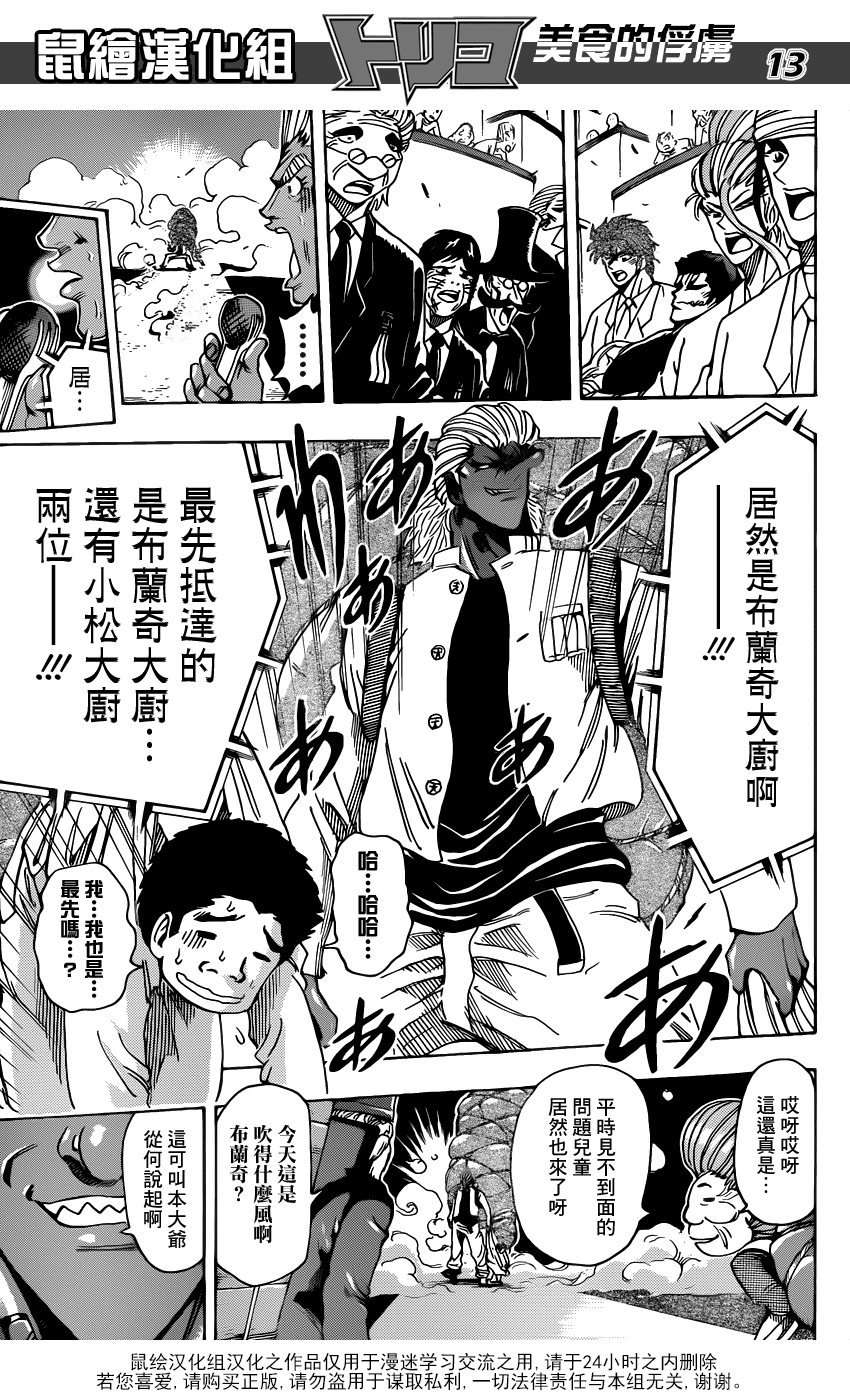 鼠繪漢化組
トリコ
美食的俘虜
13
……
居…
居然是布蘭奇大廚啊
——!!!
最先抵達的
是布蘭奇大廚…
還有小松大廚
兩位——!!!
わあ
あ
あ
あ
あ
あ
あ
哈…哈哈…
我…我也是…
最先嗎…？
哎呀哎呀
這還真是…
平時見不到面的
問題兒童
居然也來了呀
今天這是
吹得什麼風啊
布蘭奇？
這可叫本大爺
從何說起啊
鼠绘汉化组汉化之作品仅用于漫迷学习交流之用, 请于24小时之内删除
若您喜爱, 请购买正版, 请勿用于谋取私利, 一切法律责任与本组无关, 谢谢。